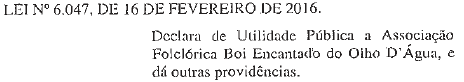 LEI Nº 6.047, DE 16 DE FEVEREIRO DE 2016.
Declara de Utilidade Pública a Associação
Folclórica Boi Encantado do Olho D'Água, e
dá outras providências.